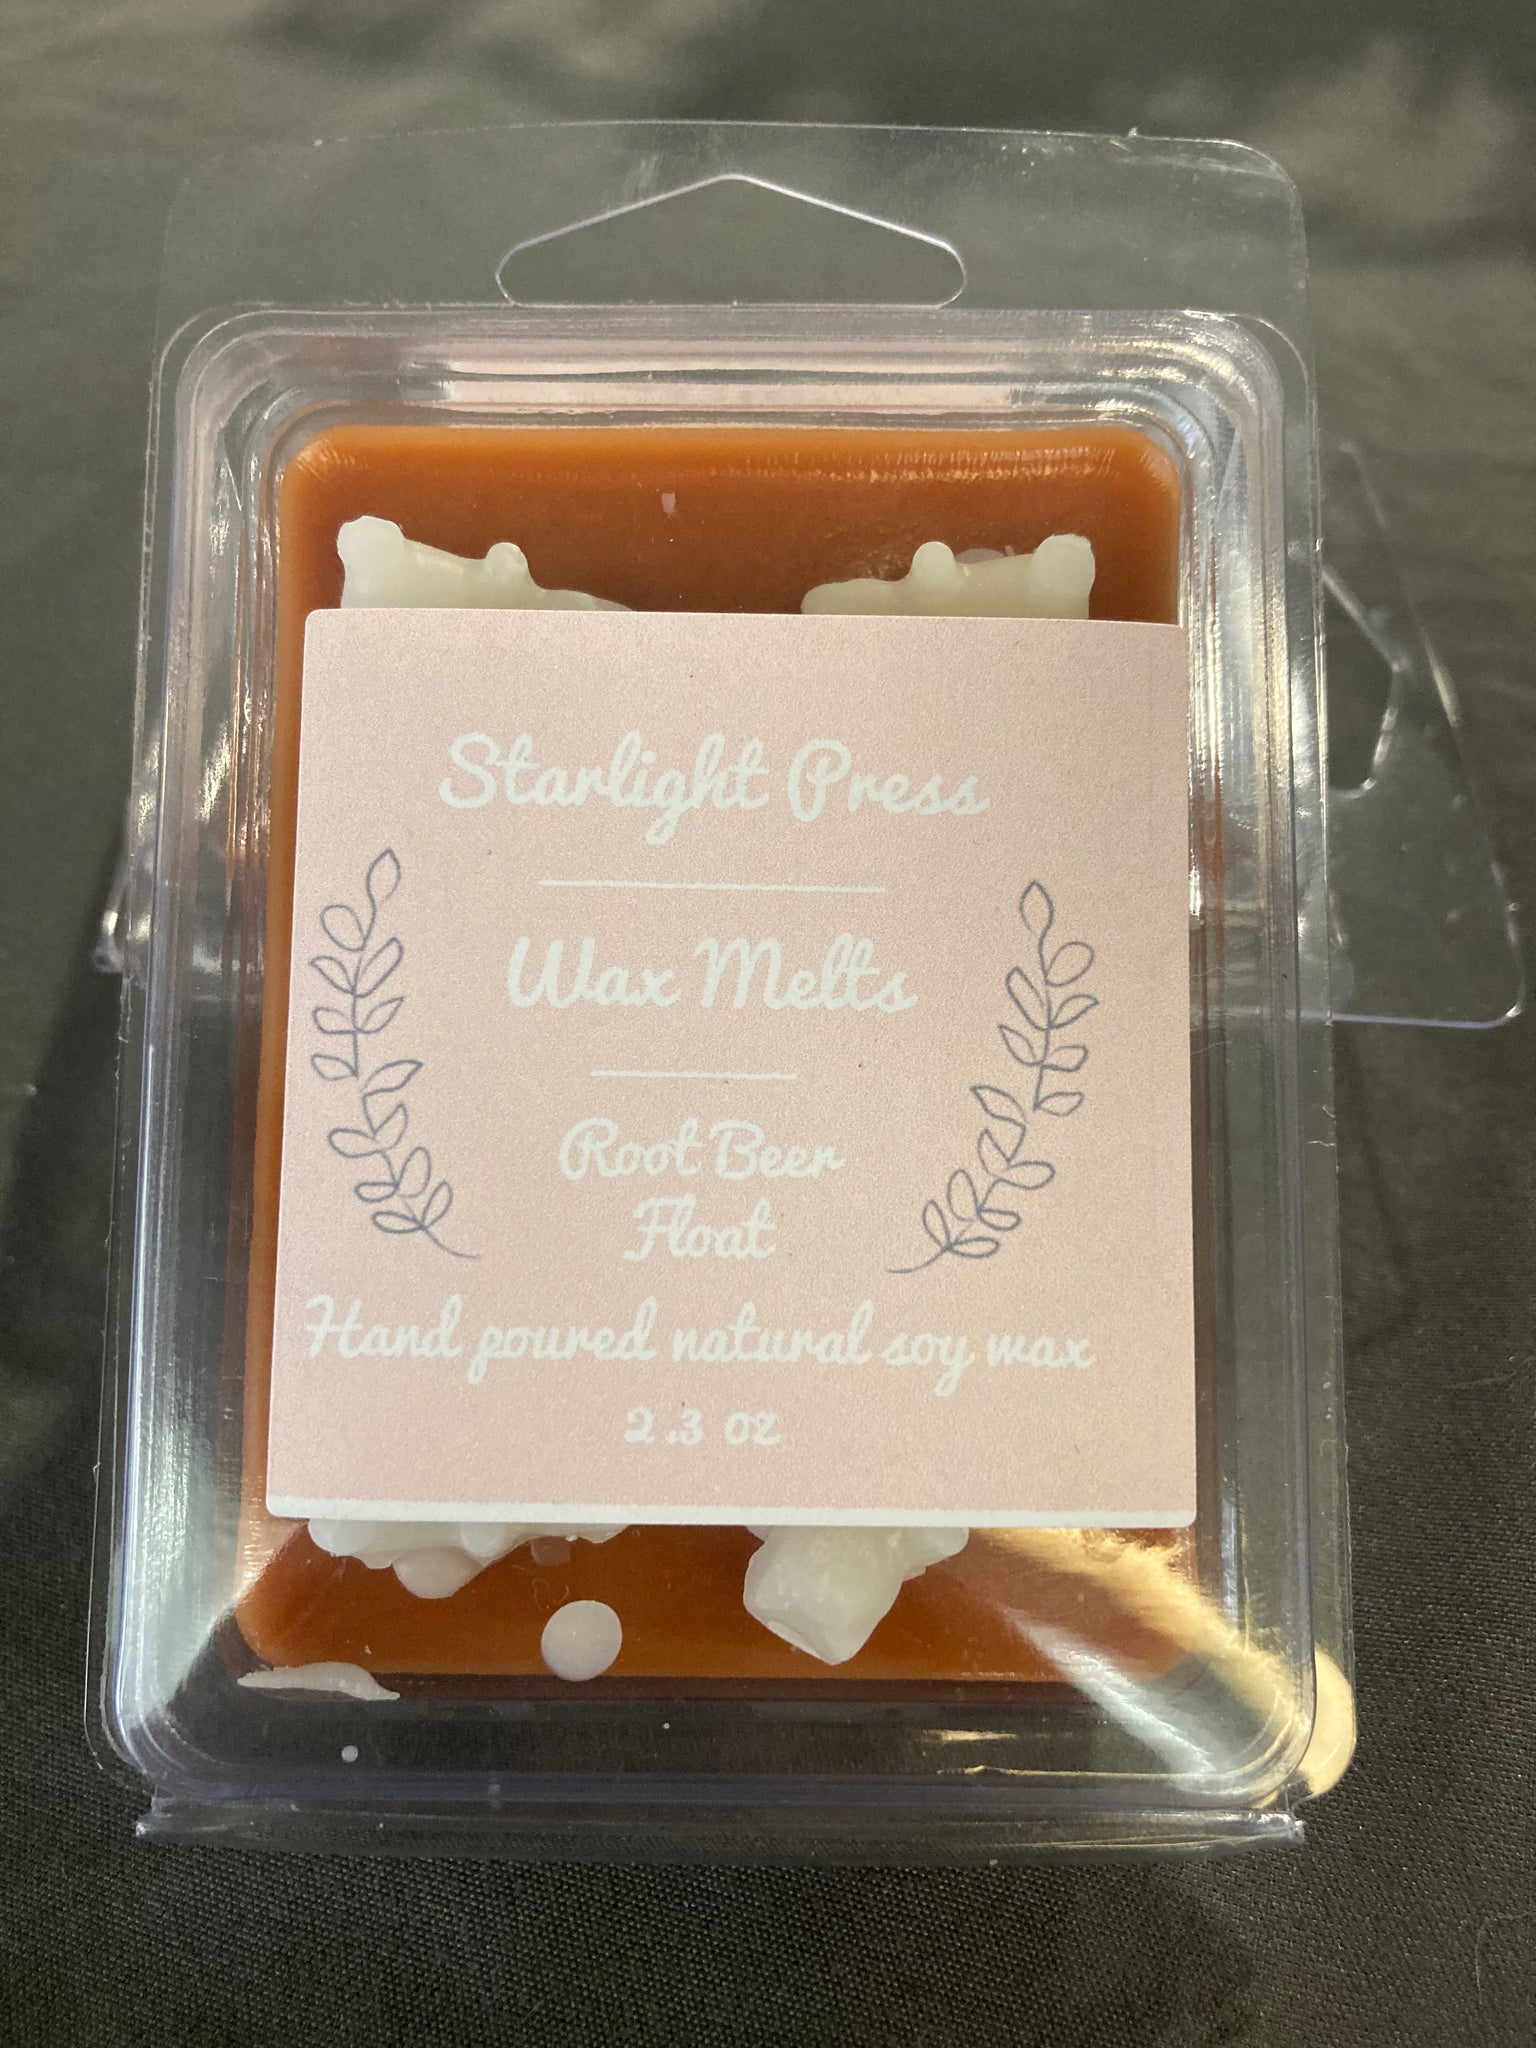 Starlight Press
Wax Melts
Root Beer
Float
Hand poured natural soy wax
2.3 oz